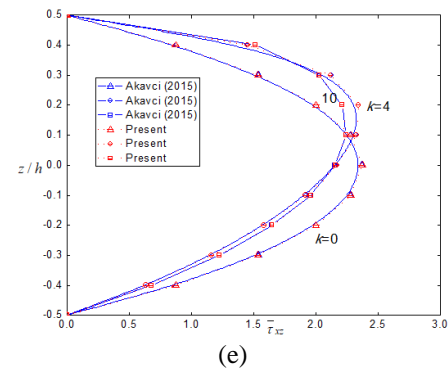 0.5
0.4
0.3
0.2
0.1
0.0
-0.1
-0.2
-0.3
-0.4
-0.5
z / h
Akavci (2015)
Akavci (2015)
Akavci (2015)
Present
Present
Present
10
k=4
k=0
0.0 0.5 1.0 1.5 2.0 2.5 3.0
τ̅xz
(e)